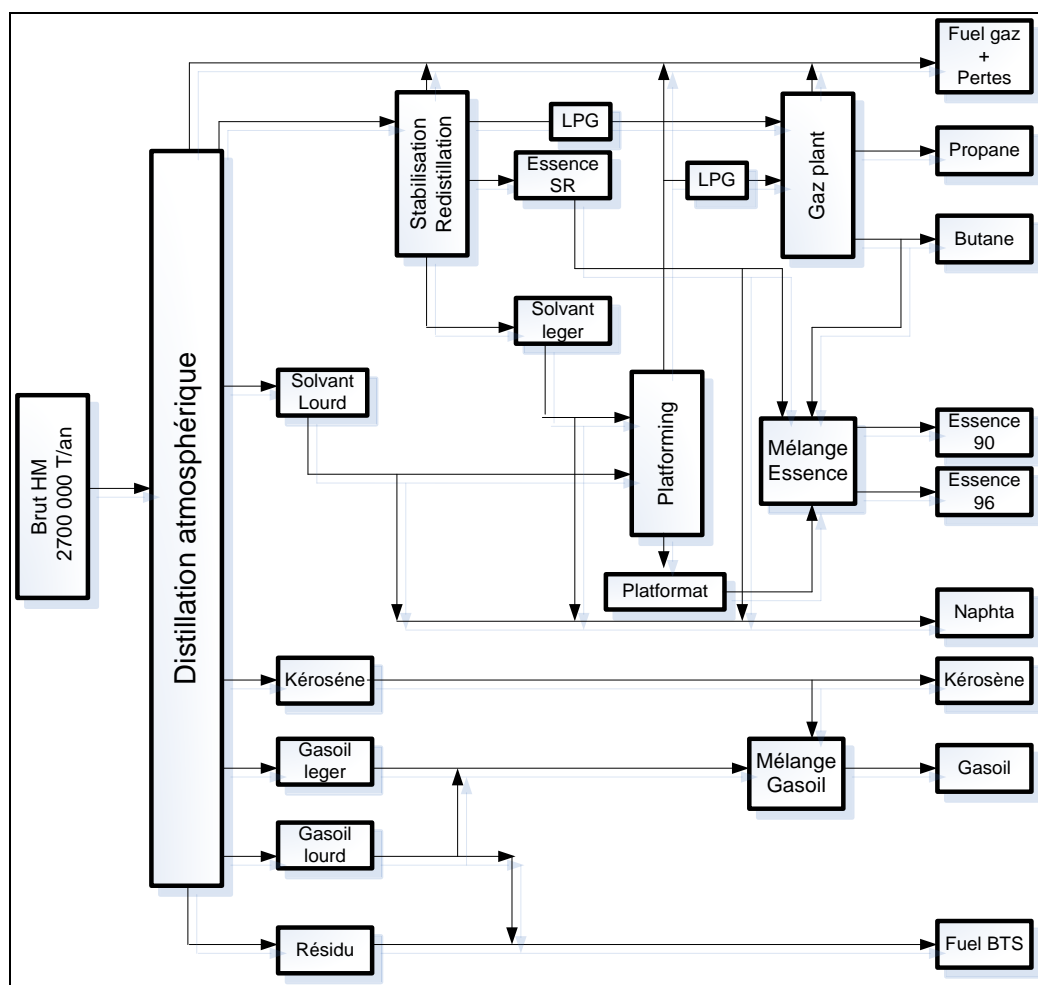 Fuel gaz
+
Pertes
LPG
Stabilisation
Redistillation
Essence
SR
LPG
Gaz plant
Propane
Butane
Solvant
leger
Solvant
Lourd
Brut HM
2700 000 T/an
Distillation atmosphérique
Platforming
Mélange
Essence
Essence
90
Essence
96
Platformat
Naphta
Kéroséne
Kérosène
Gasoil
leger
Mélange
Gasoil
Gasoil
Gasoil
lourd
Résidu
Fuel BTS